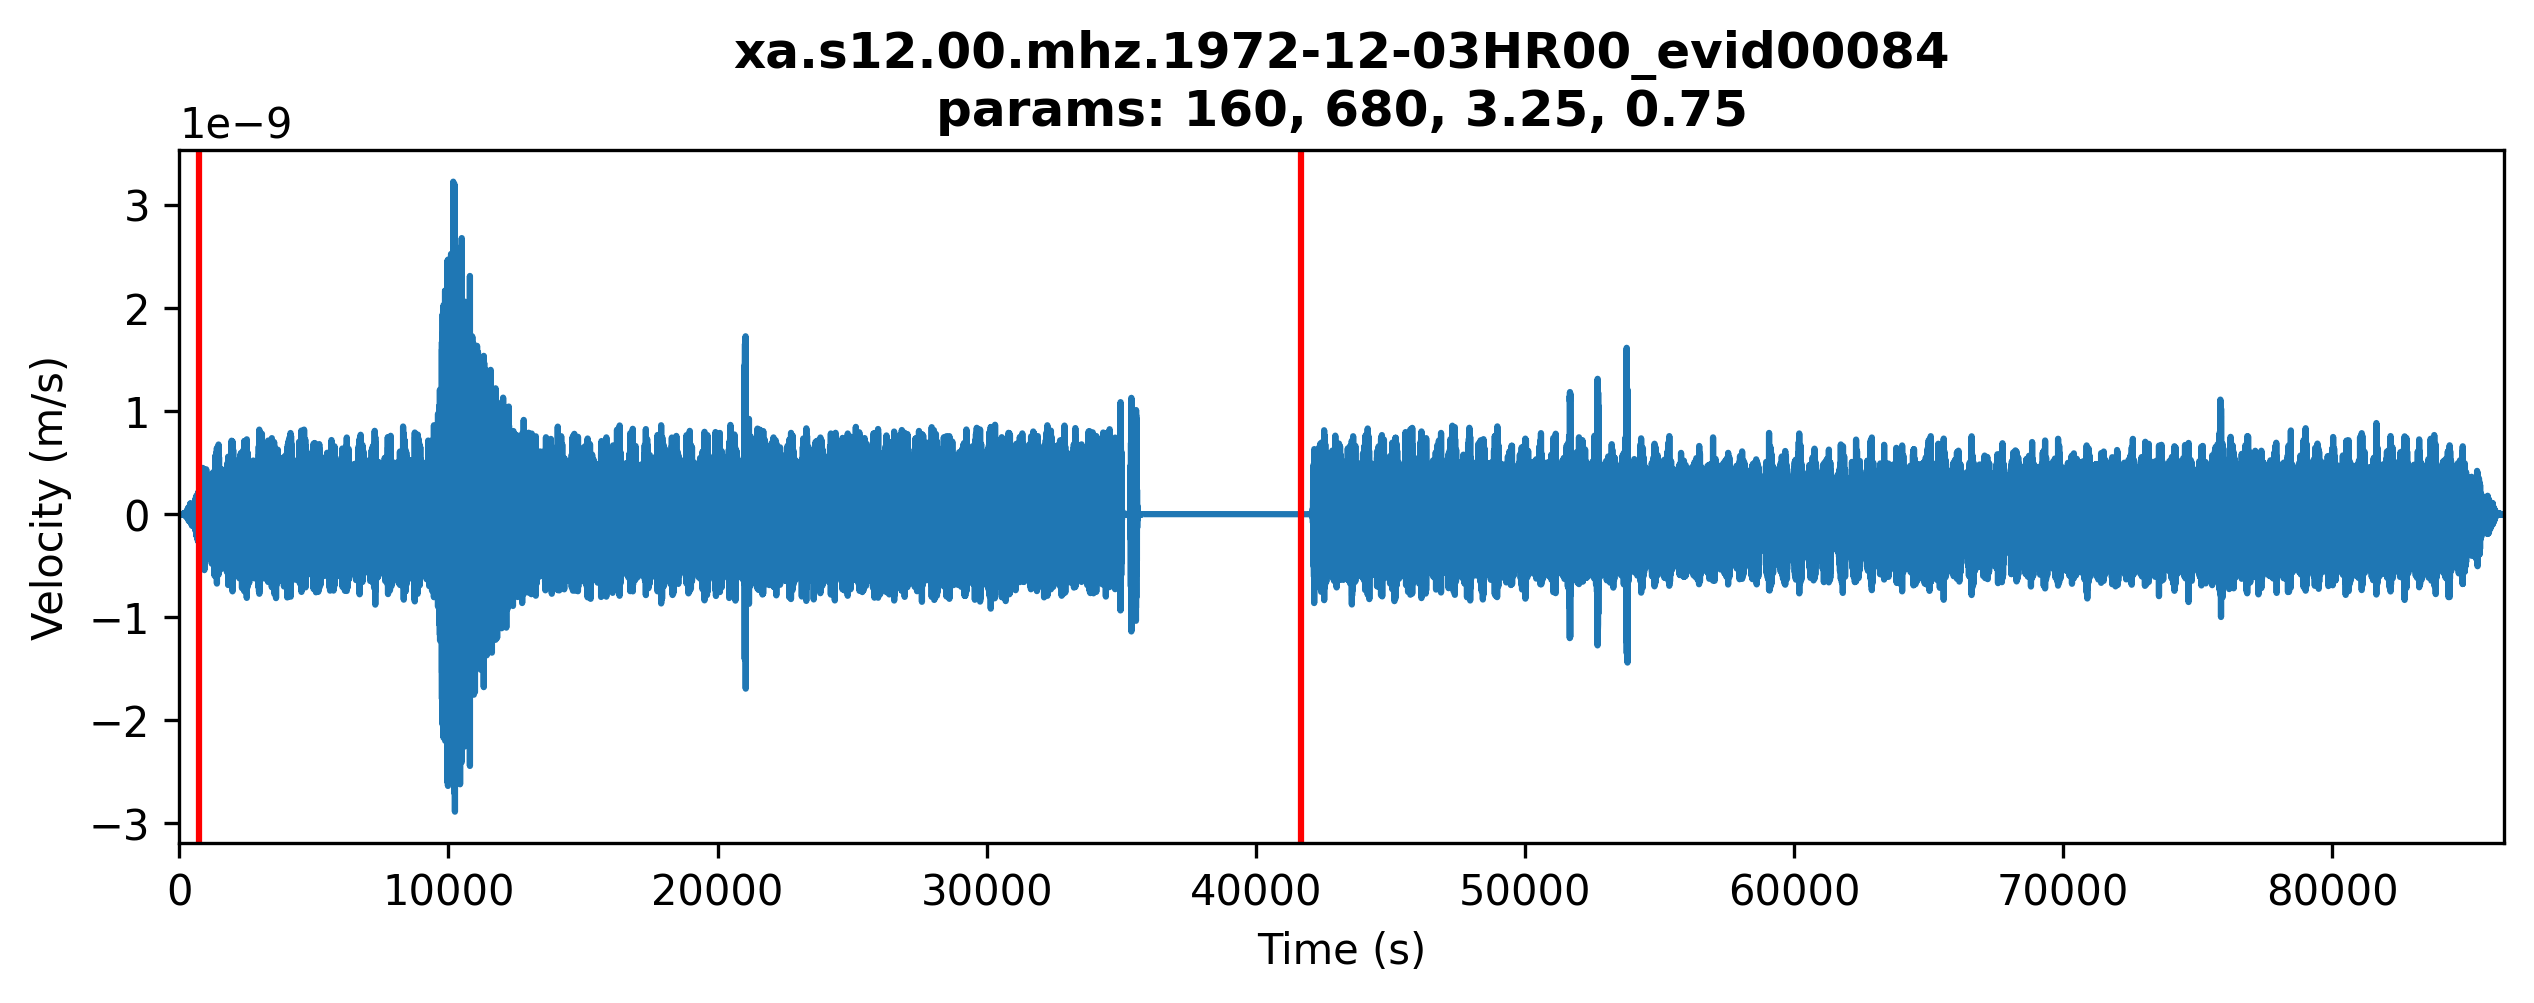 xa.s12.00.mhz.1972-12-03HR00_evid00084
params: 160, 680, 3.25, 0.75
1e−9
3
2
1
0
−1
−2
−3
Velocity (m/s)
0 10000 20000 30000 40000 50000 60000 70000 80000
Time (s)